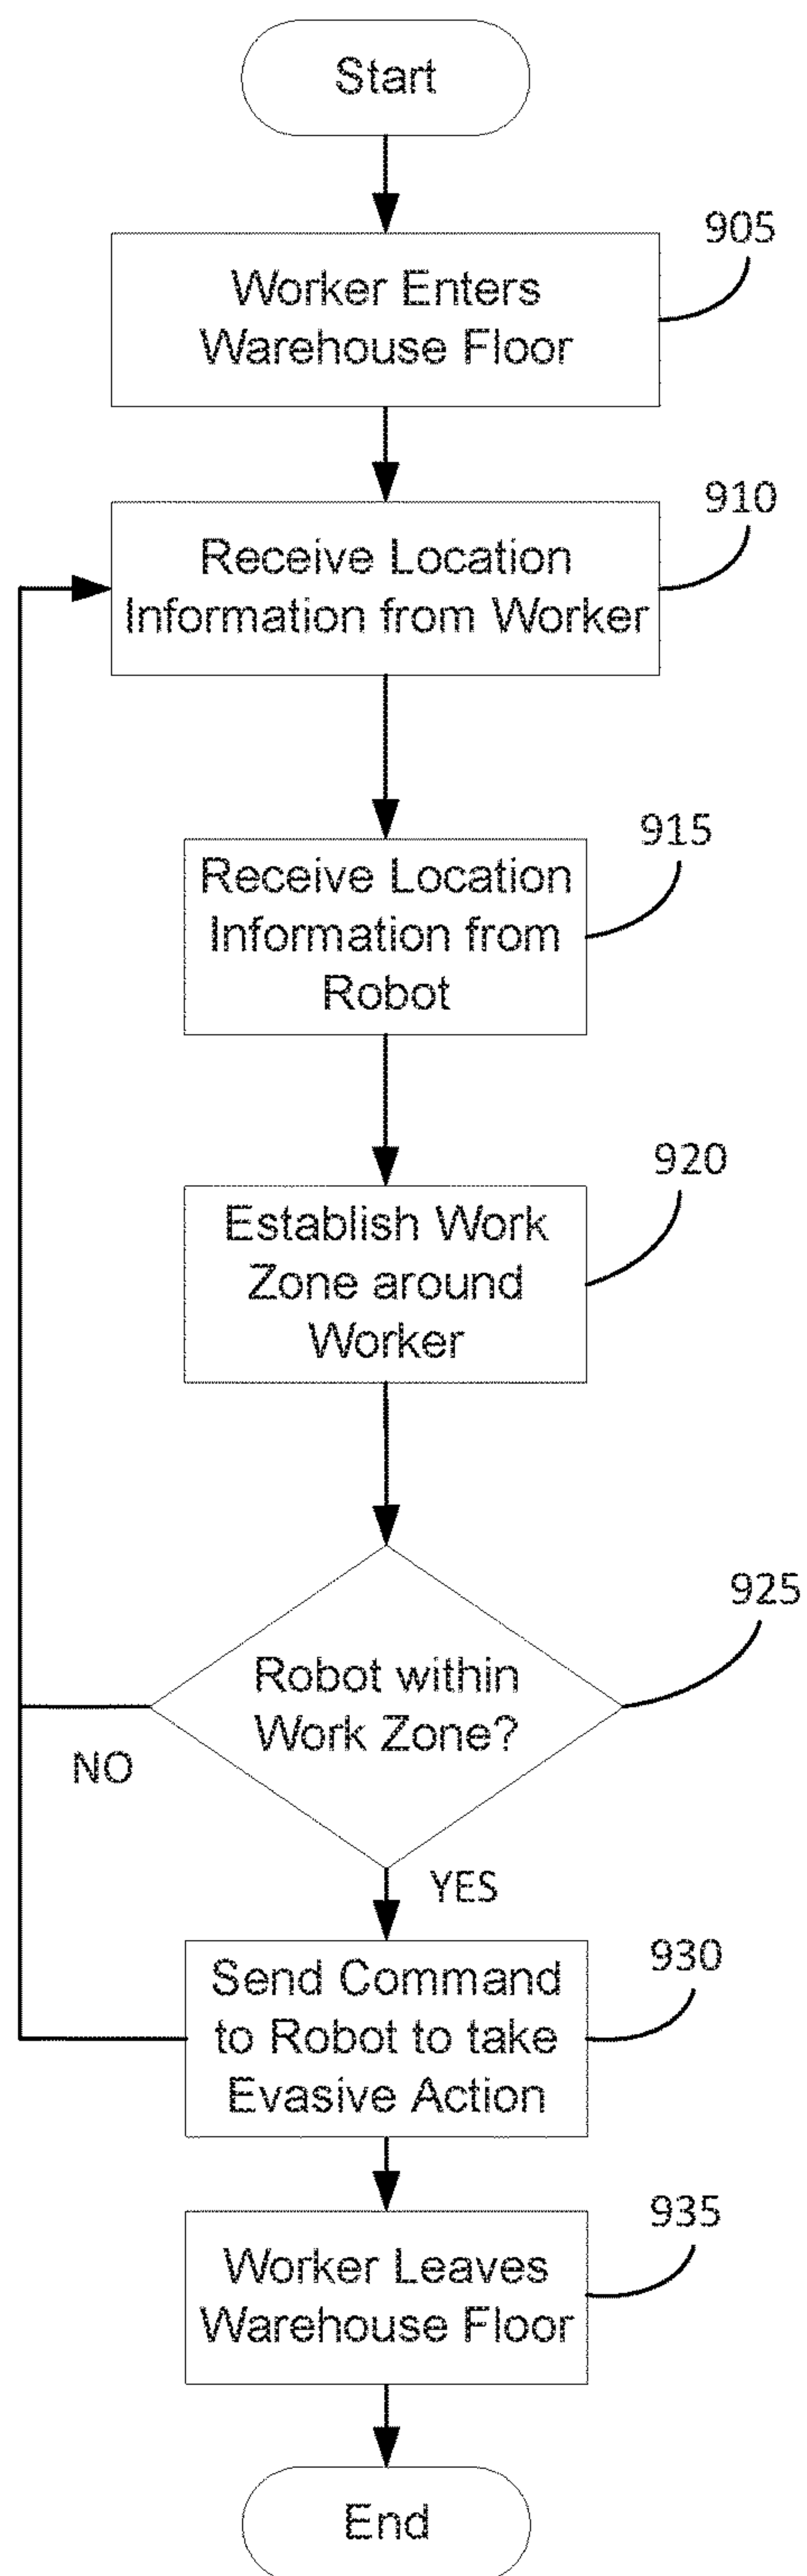 Start
905
Worker Enters
Warehouse Floor
910
Receive Location
Information from Worker
915
Receive Location
Information from
Robot
920
Establish Work
Zone around
Worker
925
Robot within
Work Zone?
NO
YES
930
Send Command
to Robot to take
Evasive Action
935
Worker Leaves
Warehouse Floor
End